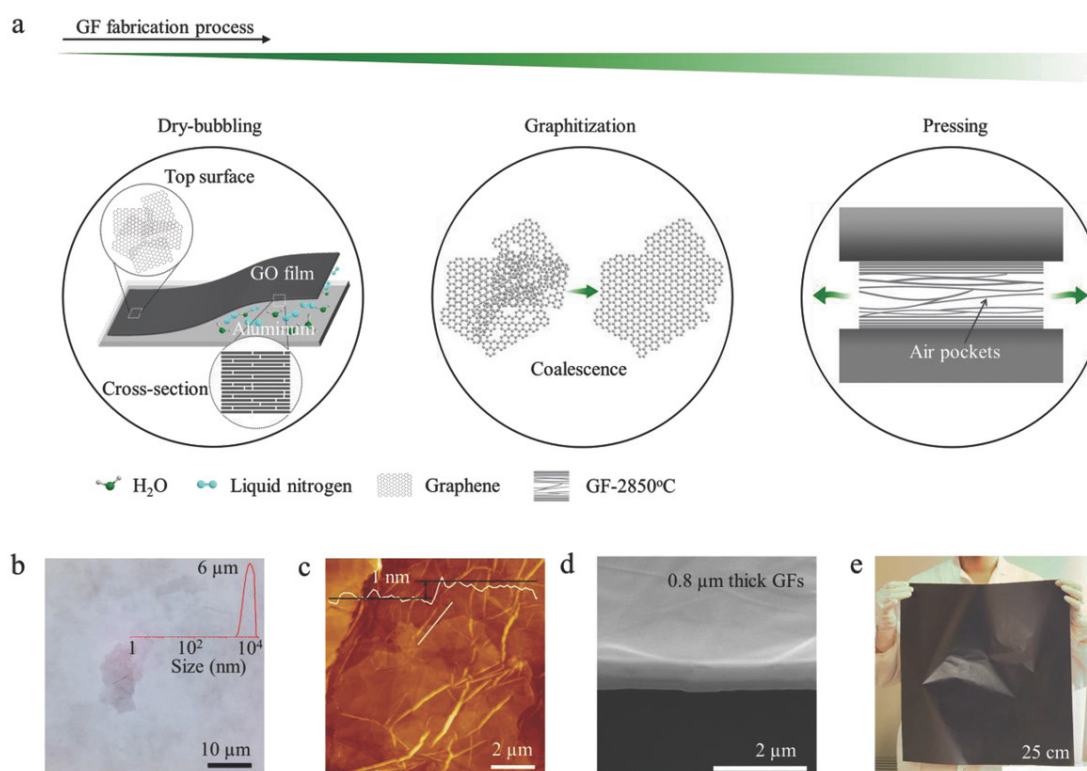 a
GF fabrication process
Dry-bubbling
Graphitization
Pressing
Top surface
GO film
Aluminum
Cross-section
Coalescence
Air pockets
H₂O
Liquid nitrogen
Graphene
GF-2850ºC
b
6 µm
1 10² 10⁴
Size (nm)
10 µm
c
1 nm
2 µm
d
0.8 µm thick GFs
2 µm
e
25 cm